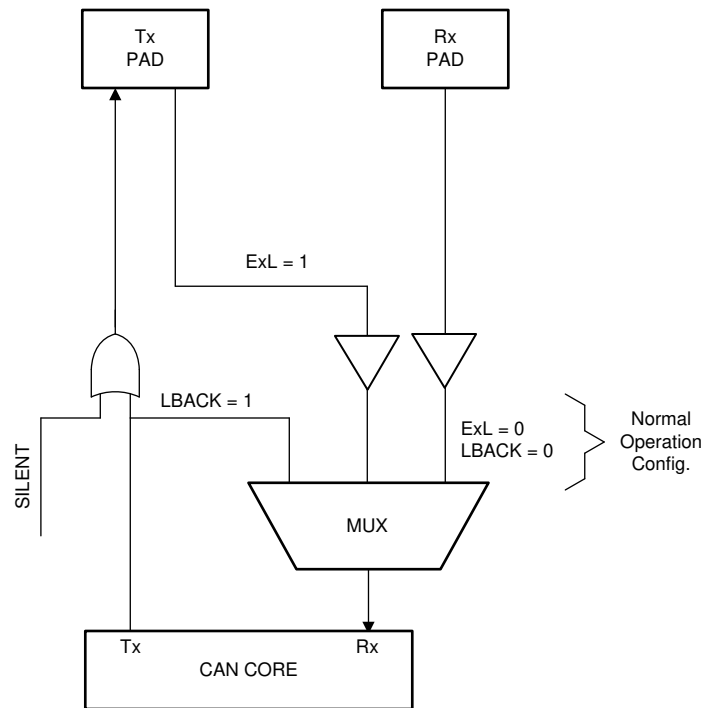 Tx
PAD
Rx
PAD
ExL = 1
LBACK = 1
ExL = 0
LBACK = 0
Normal
Operation
Config.
SILENT
MUX
Tx
Rx
CAN CORE